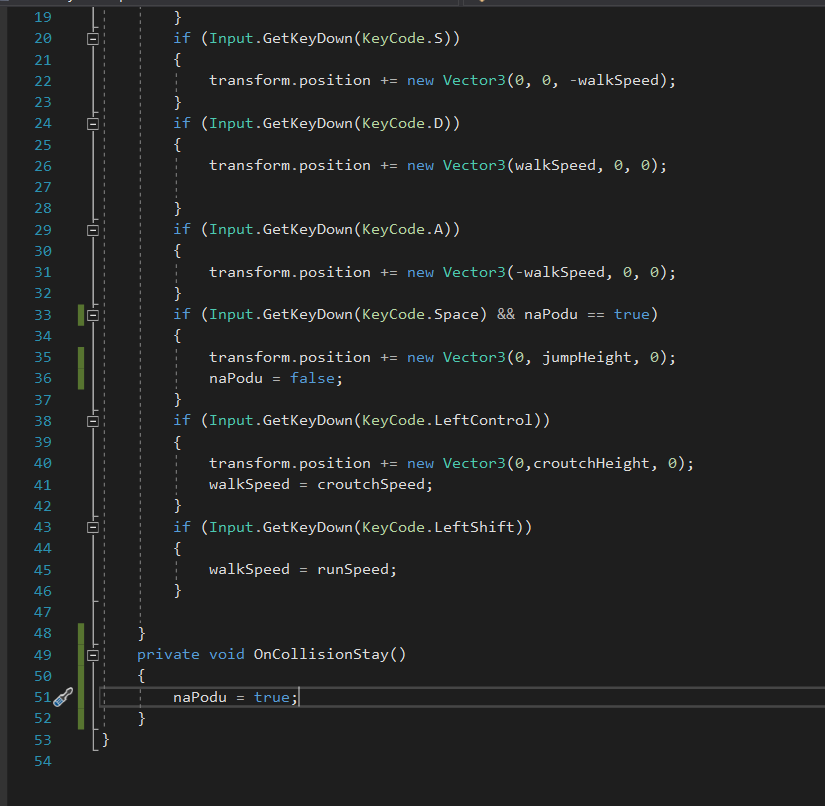 19 }
20 if (Input.GetKeyDown(KeyCode.S))
21 {
22 transform.position += new Vector3(0, 0, -walkSpeed);
23 }
24 if (Input.GetKeyDown(KeyCode.D))
25 {
26 transform.position += new Vector3(walkSpeed, 0, 0);
27
28 }
29 if (Input.GetKeyDown(KeyCode.A))
30 {
31 transform.position += new Vector3(-walkSpeed, 0, 0);
32 }
33 if (Input.GetKeyDown(KeyCode.Space) && naPodu == true)
34 {
35 transform.position += new Vector3(0, jumpHeight, 0);
36 naPodu = false;
37 }
38 if (Input.GetKeyDown(KeyCode.LeftControl))
39 {
40 transform.position += new Vector3(0,croutchHeight, 0);
41 walkSpeed = croutchSpeed;
42 }
43 if (Input.GetKeyDown(KeyCode.LeftShift))
44 {
45 walkSpeed = runSpeed;
46 }
47
48 }
49 private void OnCollisionStay()
50 {
51 naPodu = true;
52 }
53 }
54